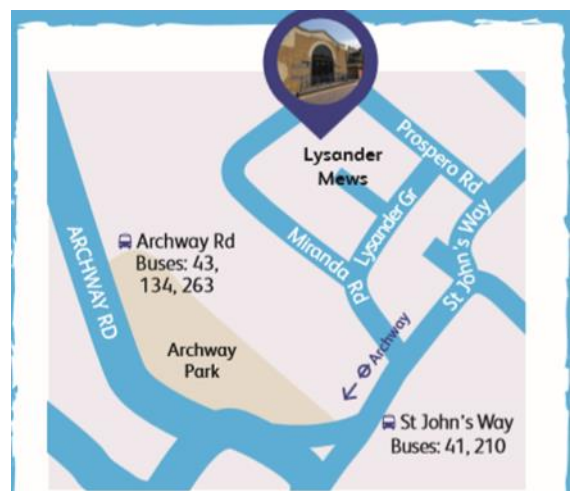 Lysander
Mews
Prospero Rd
Lysander Gr
Miranda Rd
St John's Way
ARCHWAY RD
Archway Rd
Buses: 43,
134, 263
Archway
Park
Archway
St John's Way
Buses: 41, 210